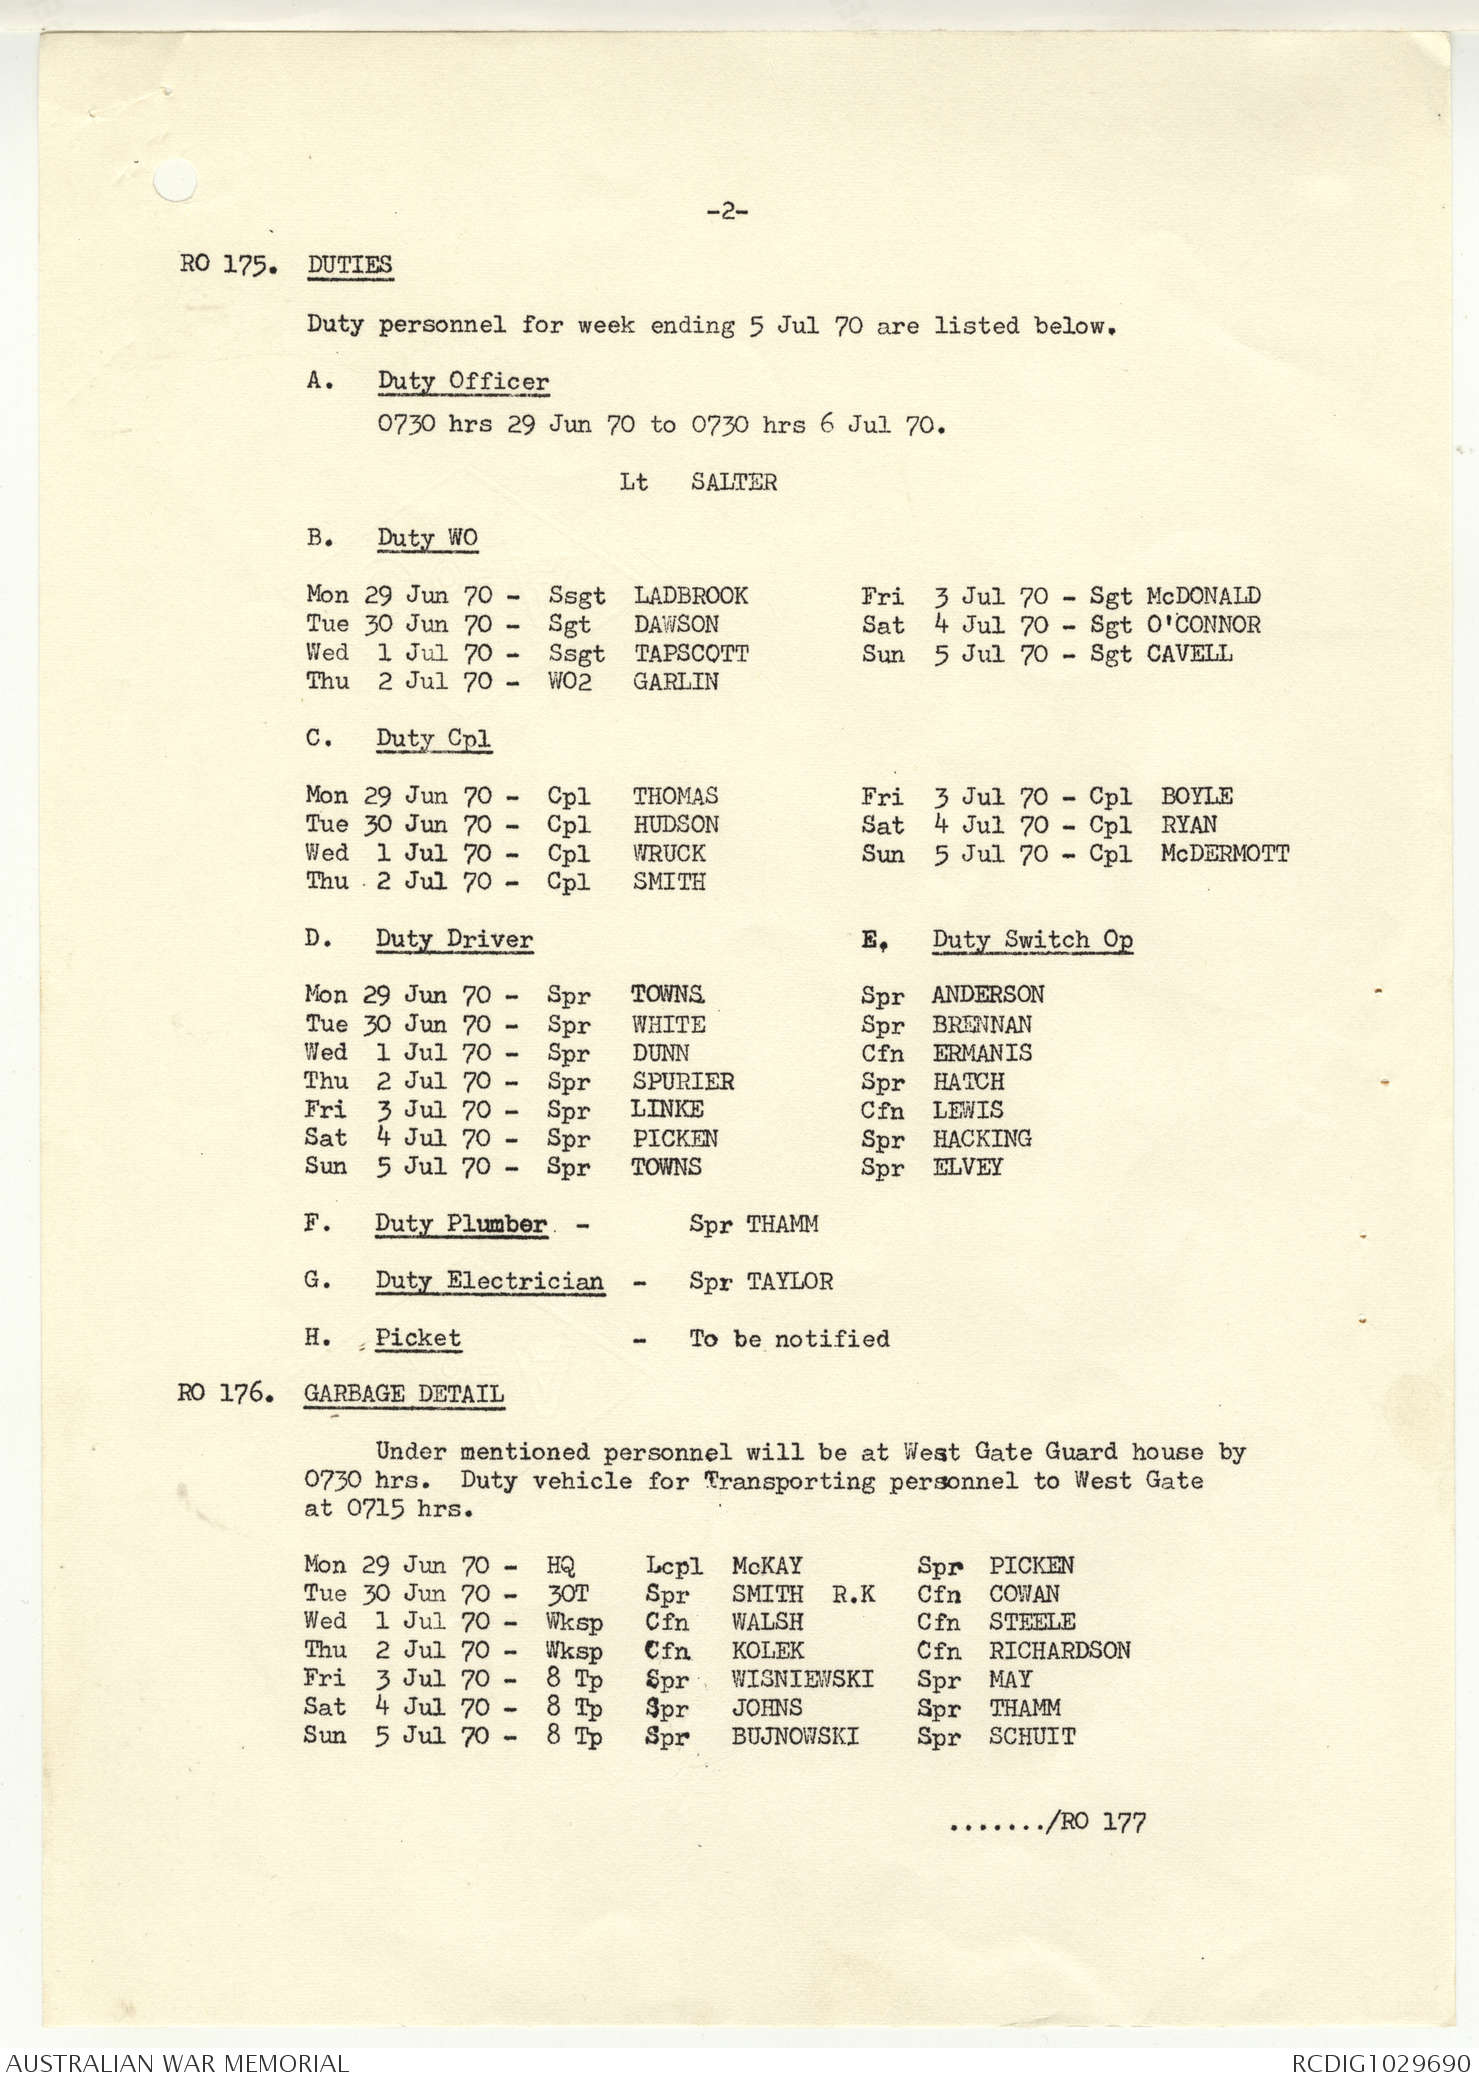 -2-
RO 175. DUTIES
Duty personnel for week ending 5 Jul 70 are listed below.
A. Duty Officer
0730 hrs 29 Jun 70 to 0730 hrs 6 Jul 70.
Lt SALTER
B. Duty WO
Mon 29 Jun 70 - Ssgt LADBROOK Fri 3 Jul 70 - Sgt McDONALD
Tue 30 Jun 70 - Sgt DAWSON Sat 4 Jul 70 - Sgt O'CONNOR
Wed 1 Jul 70 - Ssgt TAPSCOTT Sun 5 Jul 70 - Sgt CAVELL
Thu 2 Jul 70 - WO2 GARLIN
C. Duty Cpl
Mon 29 Jun 70 - Cpl THOMAS Fri 3 Jul 70 - Cpl BOYLE
Tue 30 Jun 70 - Cpl HUDSON Sat 4 Jul 70 - Cpl RYAN
Wed 1 Jul 70 - Cpl WRUCK Sun 5 Jul 70 - Cpl McDERMOTT
Thu 2 Jul 70 - Cpl SMITH
D. Duty Driver E. Duty Switch Op
Mon 29 Jun 70 - Spr TOWNS Spr ANDERSON
Tue 30 Jun 70 - Spr WHITE Spr BRENNAN
Wed 1 Jul 70 - Spr DUNN Cfn ERMANIS
Thu 2 Jul 70 - Spr SPURIER Spr HATCH
Fri 3 Jul 70 - Spr LINKE Cfn LEWIS
Sat 4 Jul 70 - Spr PICKEN Spr HACKING
Sun 5 Jul 70 - Spr TOWNS Spr ELVEY
F. Duty Plumber - Spr THAMM
G. Duty Electrician - Spr TAYLOR
H. Picket - To be notified
RO 176. GARBAGE DETAIL
Under mentioned personnel will be at West Gate Guard house by
0730 hrs. Duty vehicle for Transporting personnel to West Gate
at 0715 hrs.
Mon 29 Jun 70 - HQ Lcpl McKAY Spr PICKEN
Tue 30 Jun 70 - 30T Spr SMITH R.K Cfn COWAN
Wed 1 Jul 70 - Wksp Cfn WALSH Cfn STEELE
Thu 2 Jul 70 - Wksp Cfn KOLEK Cfn RICHARDSON
Fri 3 Jul 70 - 8 Tp Spr WISNIEWSKI Spr MAY
Sat 4 Jul 70 - 8 Tp Spr JOHNS Spr THAMM
Sun 5 Jul 70 - 8 Tp Spr BUJNOWSKI Spr SCHUIT
......./RO 177
AUSTRALIAN WAR MEMORIAL RCDIG1029690